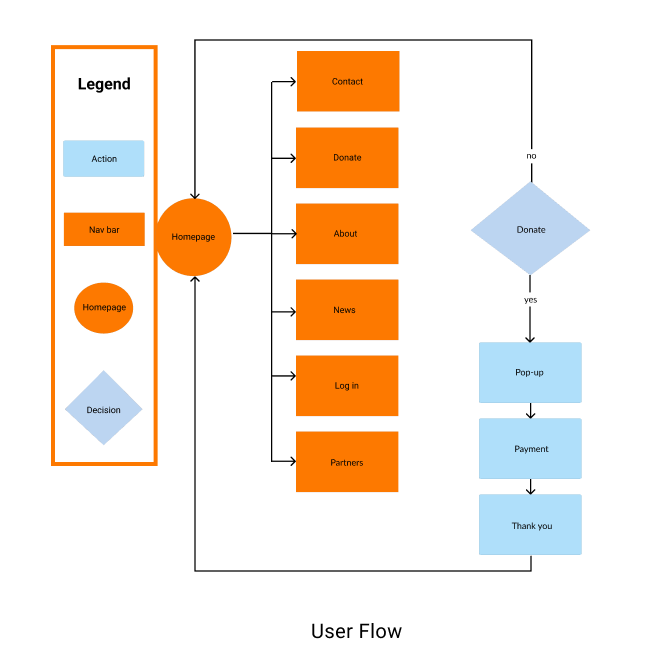 Legend
Action
Nav bar
Homepage
Decision
Homepage
Contact
Donate
About
News
Log in
Partners
no
Donate
yes
Pop-up
Payment
Thank you
User Flow